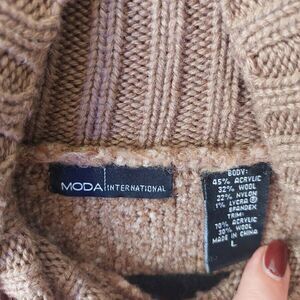 MODA INTERNATIONAL
BODY:
45% ACRYLIC
32% WOOL
22% NYLON
1% LYCRA ®
SPANDEX
TRIM:
70% ACRYLIC
30% WOOL
MADE IN CHINA
L